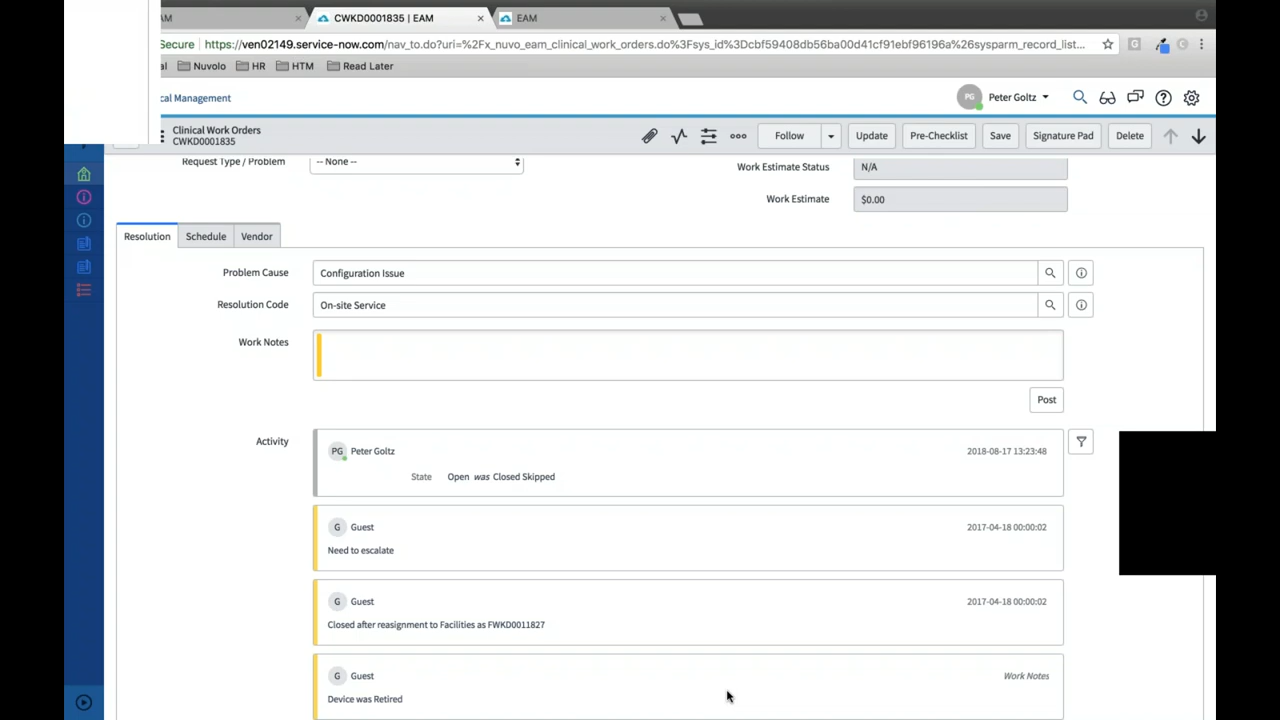 AM
CWKD0001835 | EAM
EAM
Secure
https://ven02149.service-now.com/nav_to.do?uri=%2Fx_nuvo_eam_clinical_work_orders.do%3Fsys_id%3Dcbf59408db56ba00d41cf91ebf96196a%26sysparm_record_list...
al
Nuvolo
HR
HTM
Read Later
cal Management
PG
Peter Goltz
Clinical Work Orders
CWKD0001835
Follow
Update
Pre-Checklist
Save
Signature Pad
Delete
Request Type / Problem
-- None --
Work Estimate Status
N/A
Work Estimate
$0.00
Resolution
Schedule
Vendor
Problem Cause
Configuration Issue
Resolution Code
On-site Service
Work Notes
Post
Activity
PG
Peter Goltz
2018-08-17 13:23:48
State
Open was Closed Skipped
G
Guest
2017-04-18 00:00:02
Need to escalate
G
Guest
2017-04-18 00:00:02
Closed after reasignment to Facilities as FWKD0011827
G
Guest
Work Notes
Device was Retired